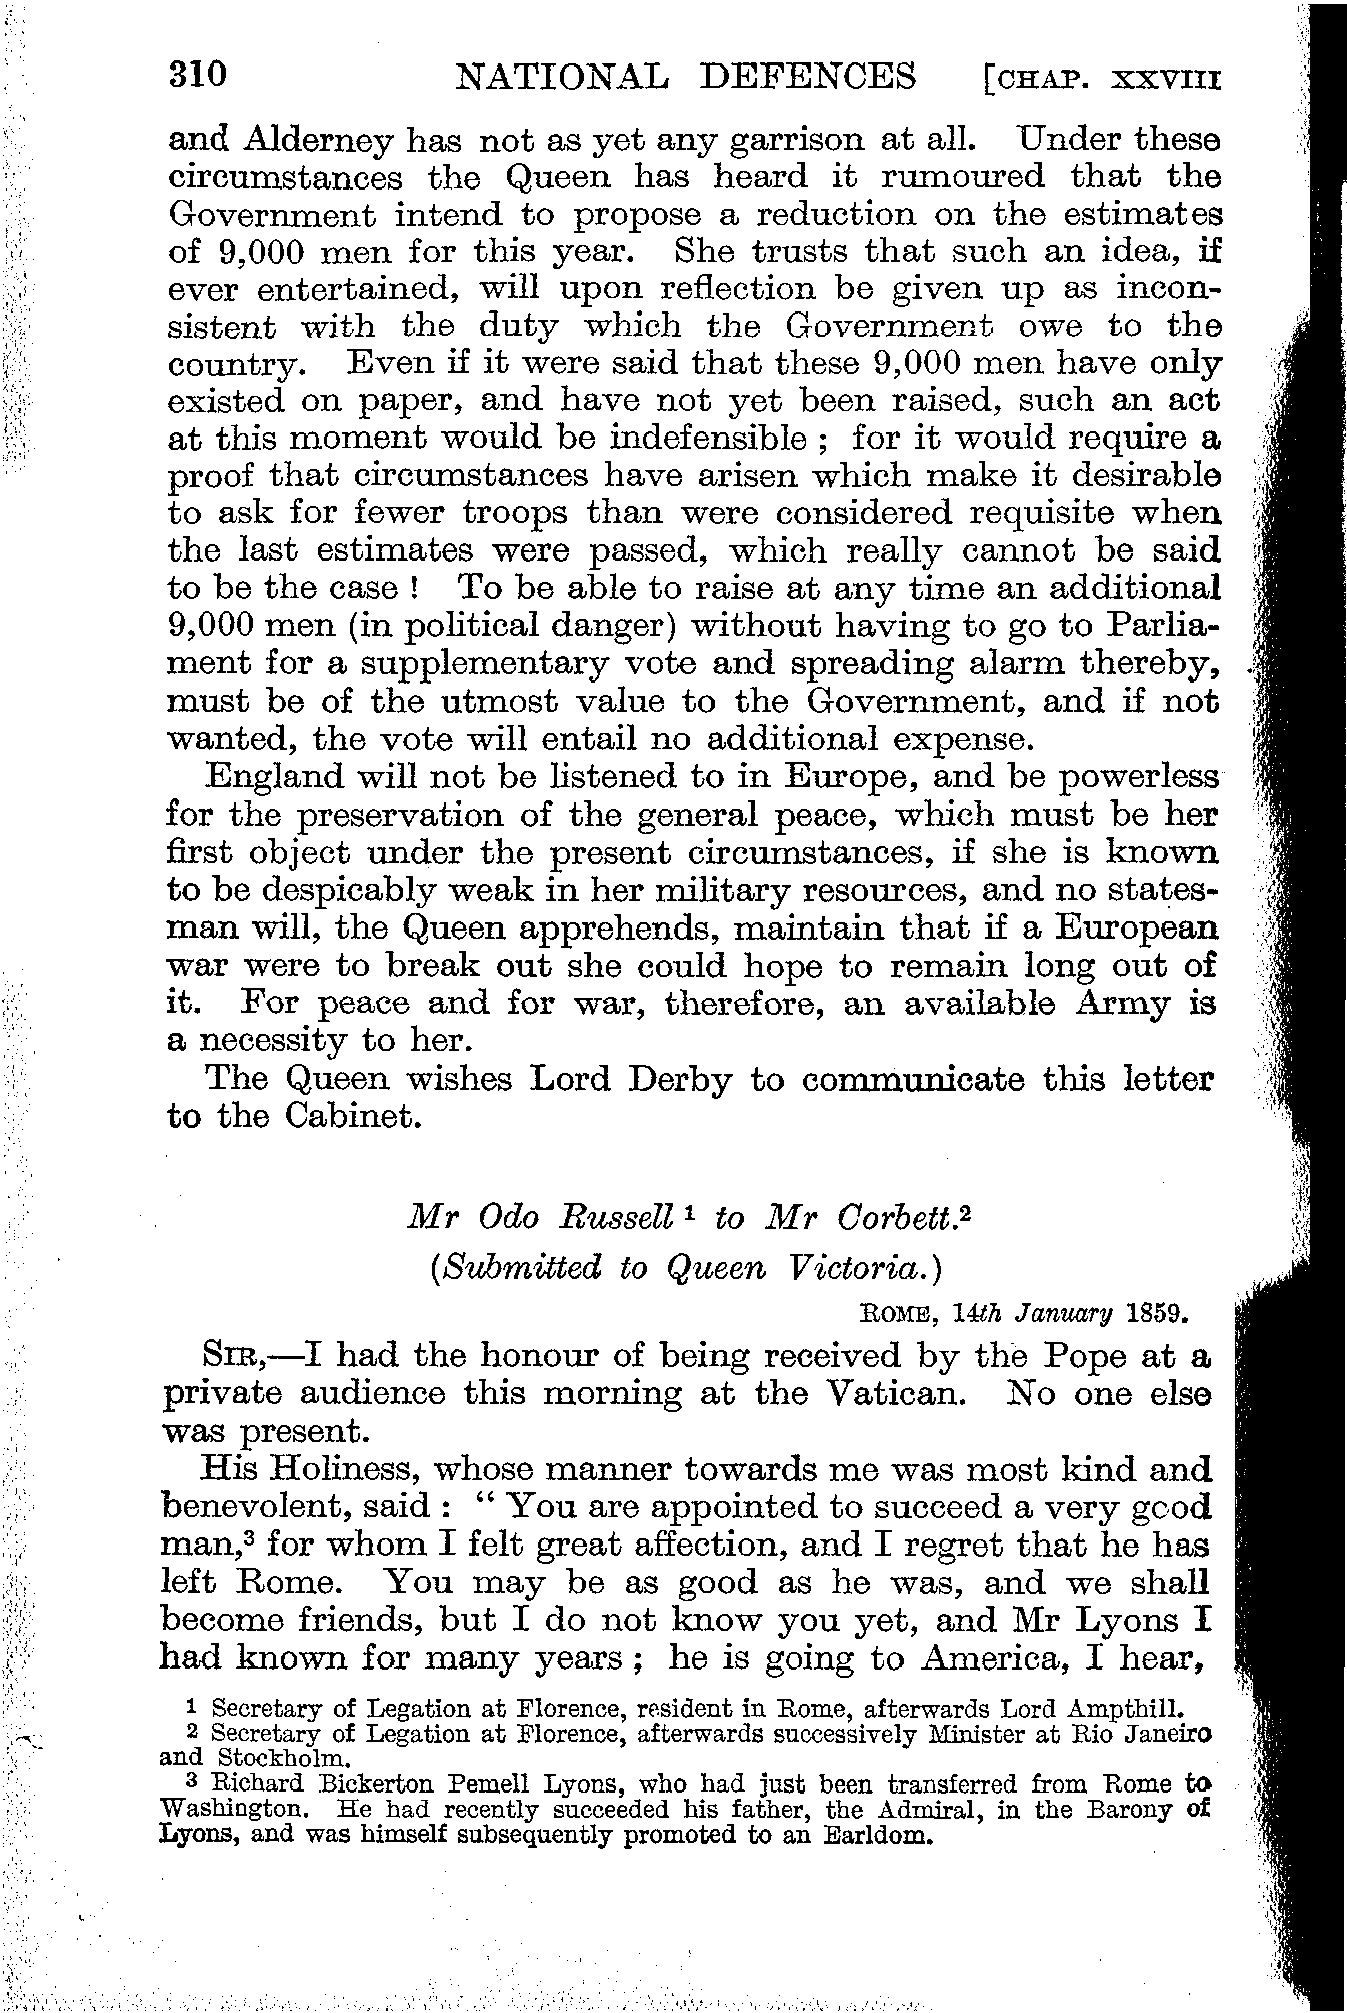 310 NATIONAL DEFENCES [CHAP. XXVIII
and Alderney has not as yet any garrison at all. Under these
circumstances the Queen has heard it rumoured that the
Government intend to propose a reduction on the estimates
of 9,000 men for this year. She trusts that such an idea, if
ever entertained, will upon reflection be given up as incon-
sistent with the duty which the Government owe to the
country. Even if it were said that these 9,000 men have only
existed on paper, and have not yet been raised, such an act
at this moment would be indefensible ; for it would require a
proof that circumstances have arisen which make it desirable
to ask for fewer troops than were considered requisite when
the last estimates were passed, which really cannot be said
to be the case ! To be able to raise at any time an additional
9,000 men (in political danger) without having to go to Parlia-
ment for a supplementary vote and spreading alarm thereby,
must be of the utmost value to the Government, and if not
wanted, the vote will entail no additional expense.
England will not be listened to in Europe, and be powerless
for the preservation of the general peace, which must be her
first object under the present circumstances, if she is known
to be despicably weak in her military resources, and no states-
man will, the Queen apprehends, maintain that if a European
war were to break out she could hope to remain long out of
it. For peace and for war, therefore, an available Army is
a necessity to her.
The Queen wishes Lord Derby to communicate this letter
to the Cabinet.
Mr Odo Russell ¹ to Mr Corbett.²
(Submitted to Queen Victoria.)
ROME, 14th January 1859.
SIR,—I had the honour of being received by the Pope at a
private audience this morning at the Vatican. No one else
was present.
His Holiness, whose manner towards me was most kind and
benevolent, said : “ You are appointed to succeed a very good
man,³ for whom I felt great affection, and I regret that he has
left Rome. You may be as good as he was, and we shall
become friends, but I do not know you yet, and Mr Lyons I
had known for many years ; he is going to America, I hear,
1 Secretary of Legation at Florence, resident in Rome, afterwards Lord Ampthill.
2 Secretary of Legation at Florence, afterwards successively Minister at Rio Janeiro
and Stockholm.
3 Richard Bickerton Pemell Lyons, who had just been transferred from Rome to
Washington. He had recently succeeded his father, the Admiral, in the Barony of
Lyons, and was himself subsequently promoted to an Earldom.